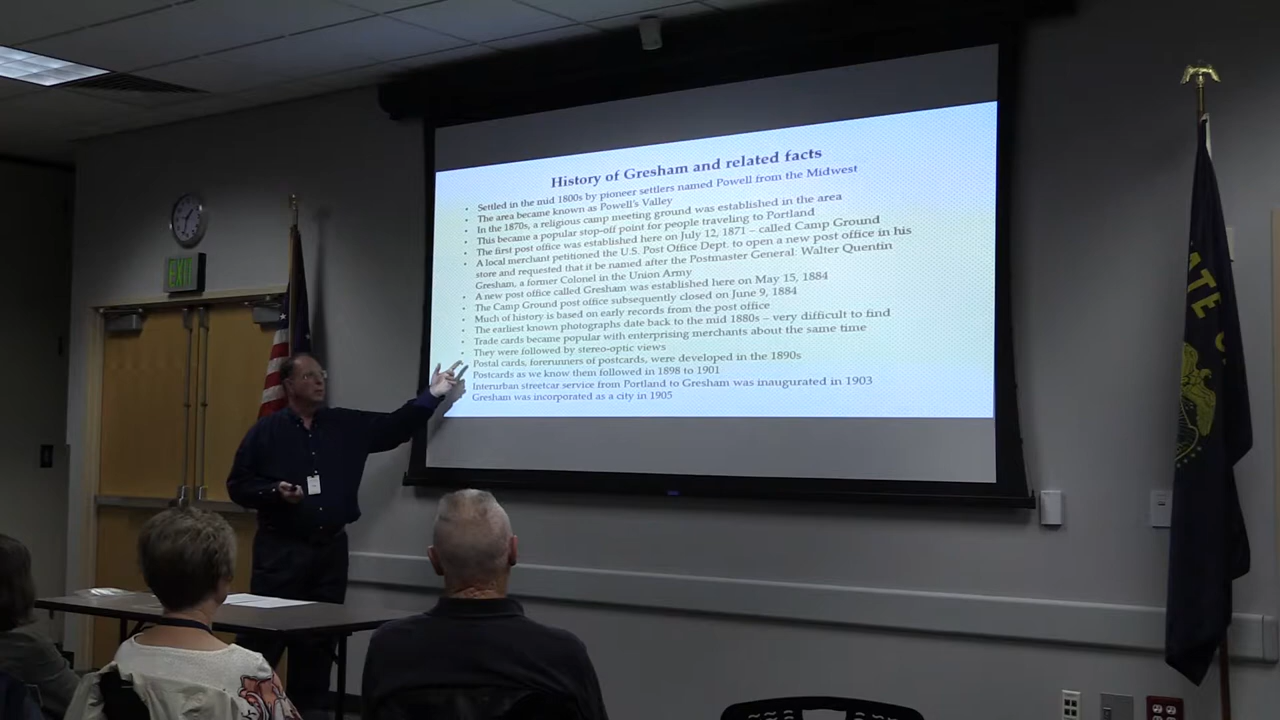 History of Gresham and related facts
• Settled in the mid 1800s by pioneer settlers named Powell from the Midwest
• The area became known as Powell's Valley
• In the 1870s, a religious camp meeting ground was established in the area
• This became a popular stop-off point for people traveling to Portland
• The first post office was established here on July 12, 1871 – called Camp Ground
• A local merchant petitioned the U.S. Post Office Dept. to open a new post office in his
store and requested that it be named after the Postmaster General: Walter Quentin
Gresham, a former Colonel in the Union Army
• A new post office called Gresham was established here on May 15, 1884
• The Camp Ground post office subsequently closed on June 9, 1884
• Much of history is based on early records from the post office
• The earliest known photographs date back to the mid 1880s – very difficult to find
• Trade cards became popular with enterprising merchants about the same time
• They were followed by stereo-optic views
Postal cards, forerunners of postcards, were developed in the 1890s
Postcards as we know them followed in 1898 to 1901
Interurban streetcar service from Portland to Gresham was inaugurated in 1903
Gresham was incorporated as a city in 1905
EXIT
ATE